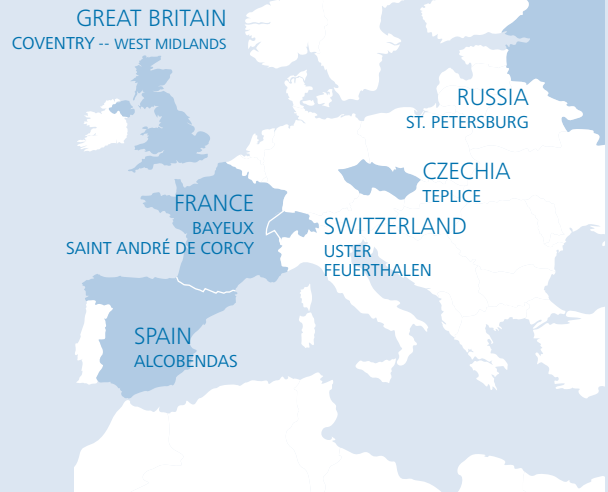 GREAT BRITAIN
COVENTRY -- WEST MIDLANDS
RUSSIA
ST. PETERSBURG
CZECHIA
TEPLICE
FRANCE
BAYEUX
SAINT ANDRÉ DE CORCY
SWITZERLAND
USTER
FEUERTHALEN
SPAIN
ALCOBENDAS